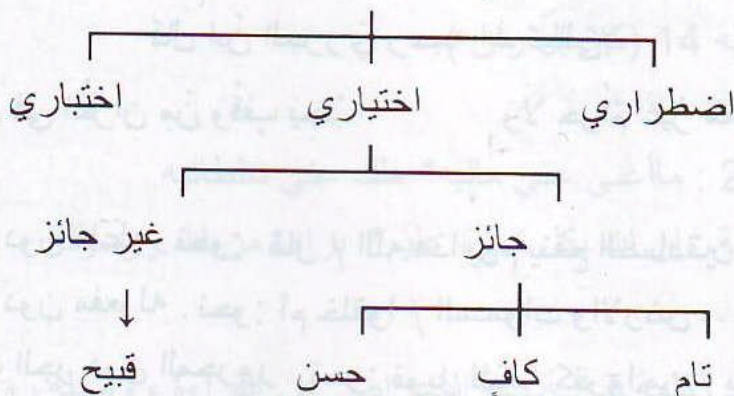 اضطراري اختياري اختباري
جائز غير جائز
تام كافٍ حسن قبيح